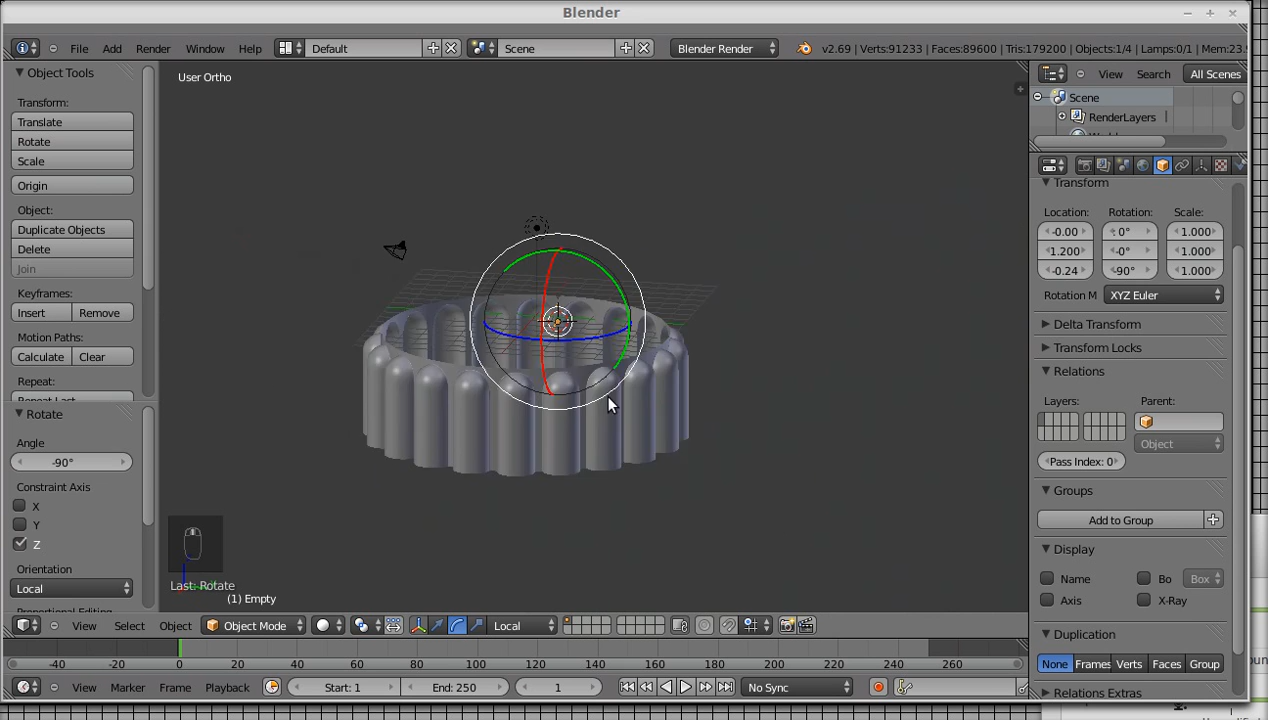 Blender
File Add Render Window Help Default Scene Blender Render v2.69 | Verts:91233 | Faces:89600 | Tris:179200 | Objects:1/4 | Lamps:0/1 | Mem:23.
Object Tools
Transform:
Translate
Rotate
Scale
Origin
Object:
Duplicate Objects
Delete
Join
Keyframes:
Insert Remove
Motion Paths:
Calculate Clear
Repeat:
Repeat Last
Rotate
Angle
-90°
Constraint Axis
X
Y
Z
Orientation
Local
Proportional Editing
User Ortho
Last: Rotate
(1) Empty
View Select Object Object Mode Local
-40 -20 0 20 40 60 80 100 120 140 160 180 200 220 240 260
View Marker Frame Playback Start: 1 End: 250 1 No Sync
View Search All Scenes
Scene
RenderLayers
Transform
Location: Rotation: Scale:
-0.00 0° 1.000
1.200 -0° 1.000
-0.24 -90° 1.000
Rotation M XYZ Euler
Delta Transform
Transform Locks
Relations
Layers: Parent:
Object
Pass Index: 0
Groups
Add to Group
Display
Name Bo Box
Axis X-Ray
Duplication
None Frames Verts Faces Group
Relations Extras